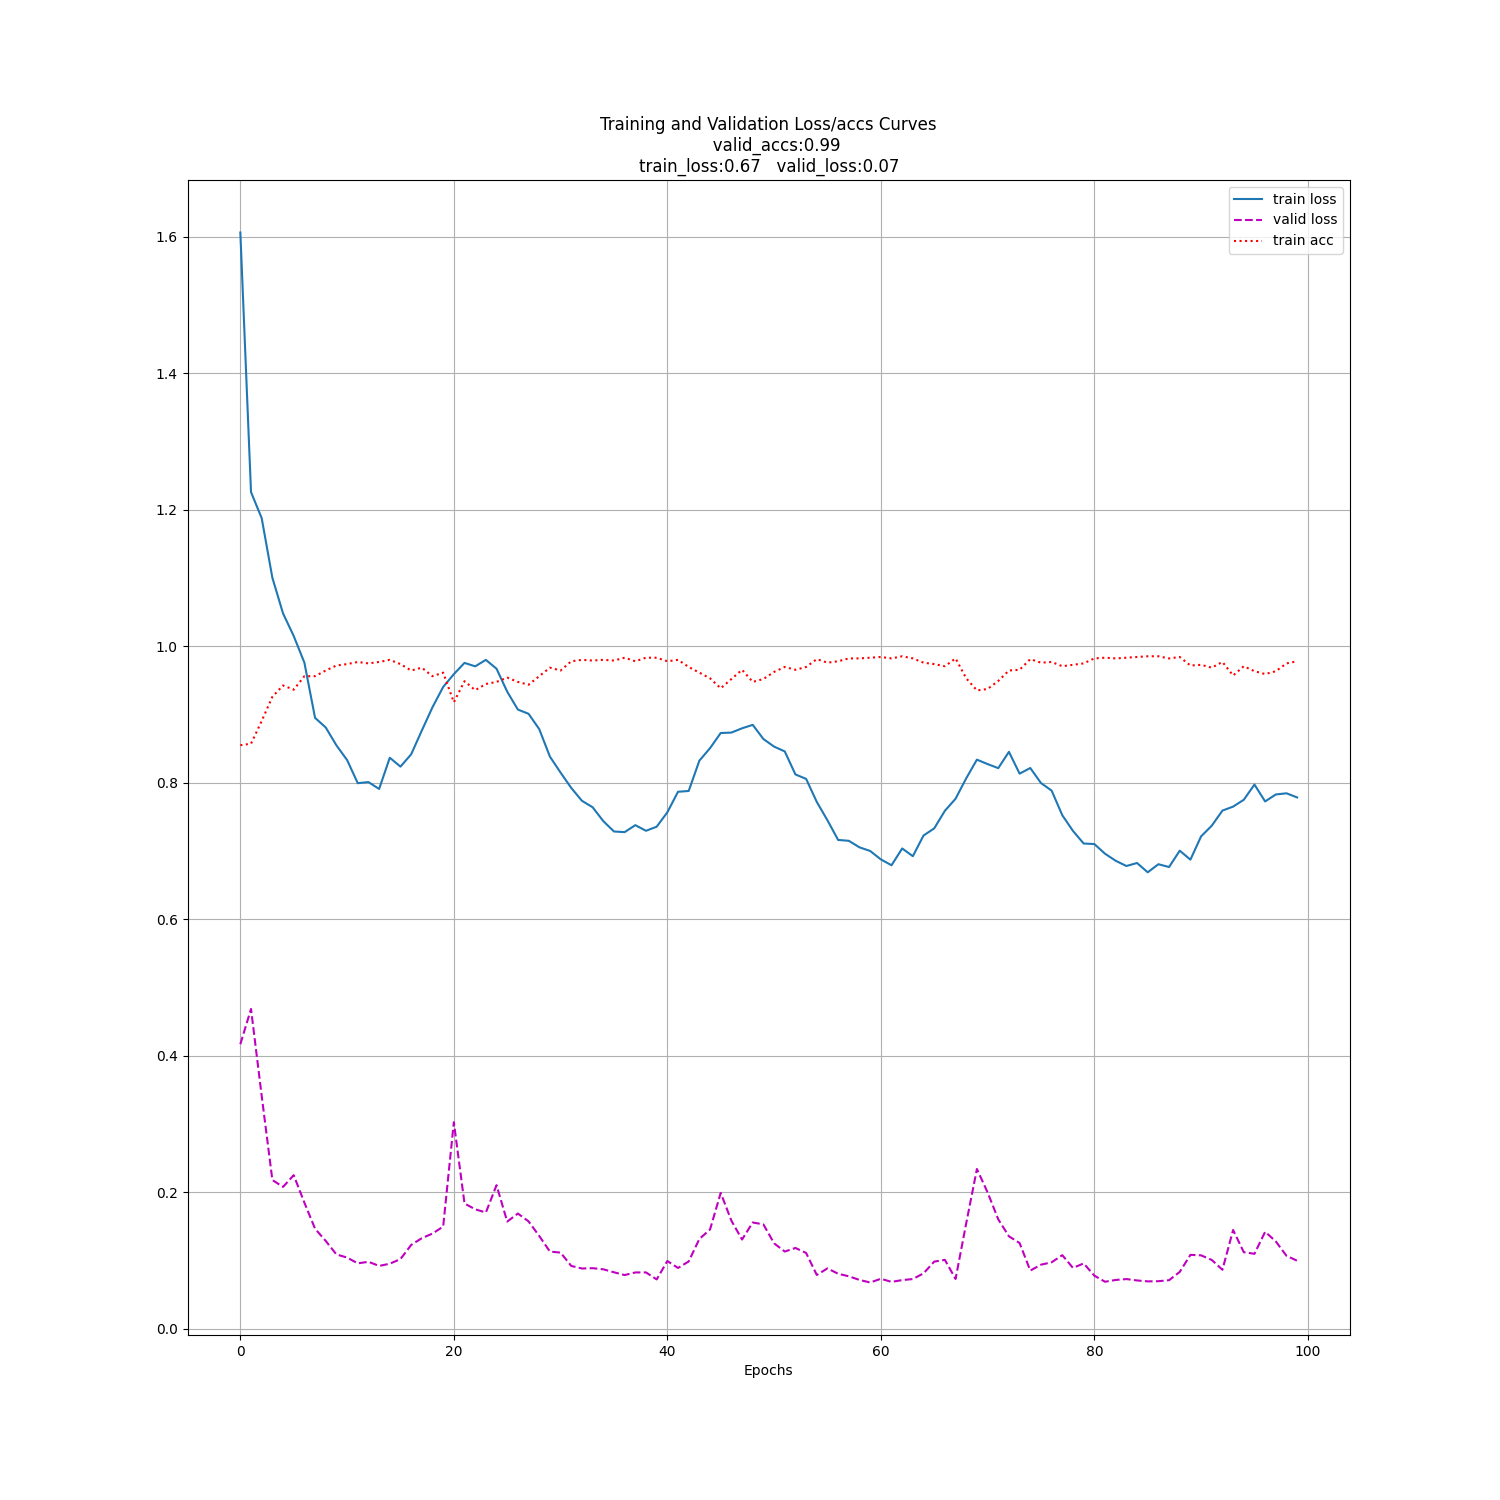 Training and Validation Loss/accs Curves
valid_accs:0.99
train_loss:0.67 valid_loss:0.07
train loss
valid loss
train acc
1.6
1.4
1.2
1.0
0.8
0.6
0.4
0.2
0.0
0 20 40 60 80 100
Epochs